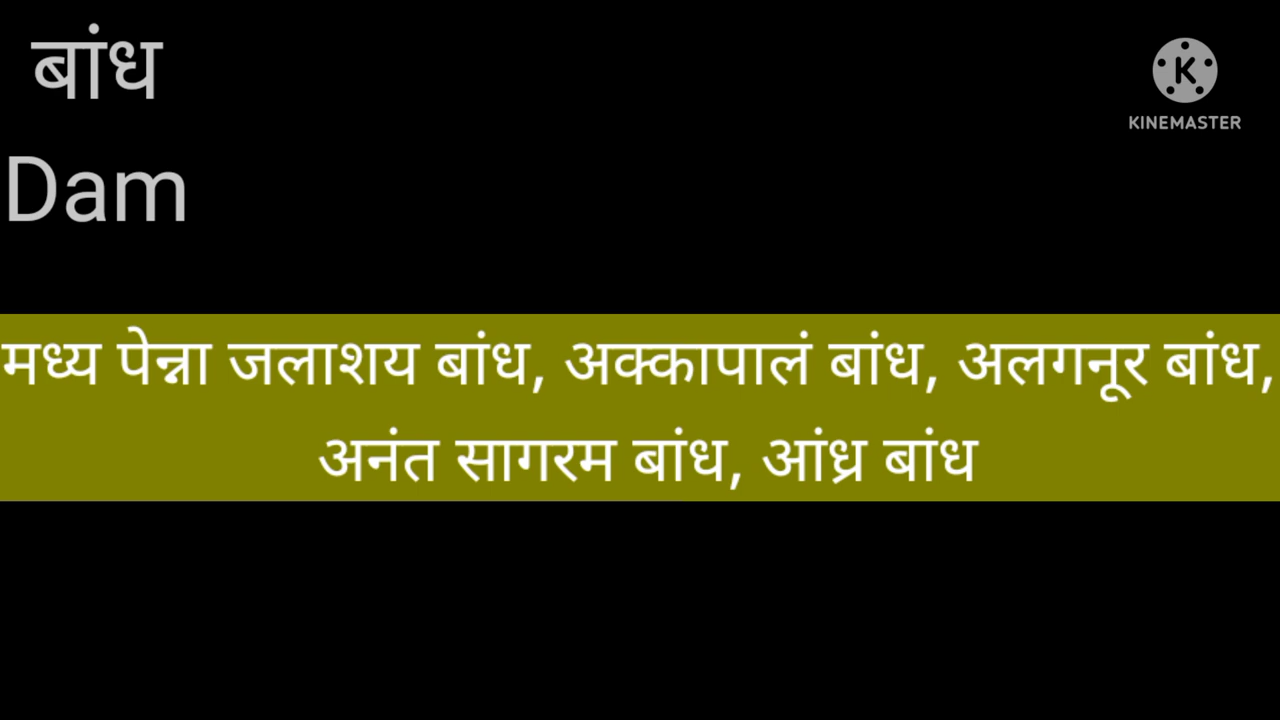 बांध
KINEMASTER
Dam
मध्य पेन्ना जलाशय बांध, अक्कापालं बांध, अलगनूर बांध,
अनंत सागरम बांध, आंध्र बांध